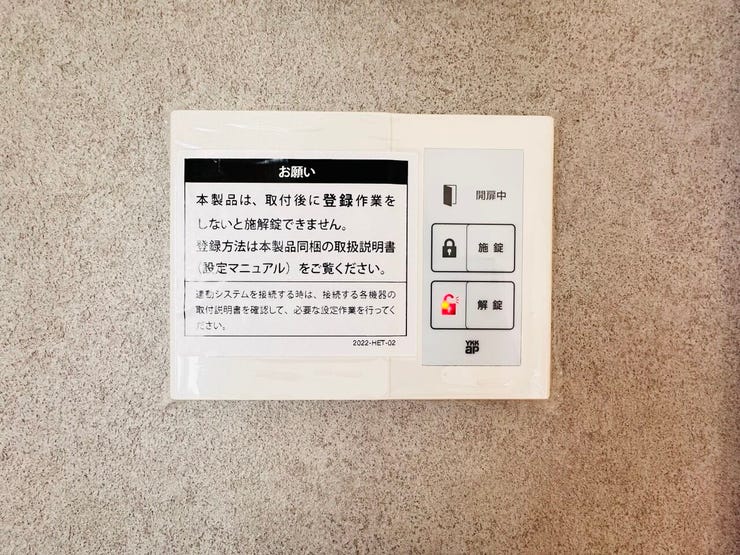 お願い
本製品は、取付後に登録作業を
しないと施解錠できません。
登録方法は本製品同梱の取扱説明書
（設定マニュアル）をご覧ください。
連動システムを接続する時は、接続する各機器の
取付説明書を確認して、必要な設定作業を行ってく
ださい。
2022-HET-02
開扉中
施錠
解錠
YKK
ap